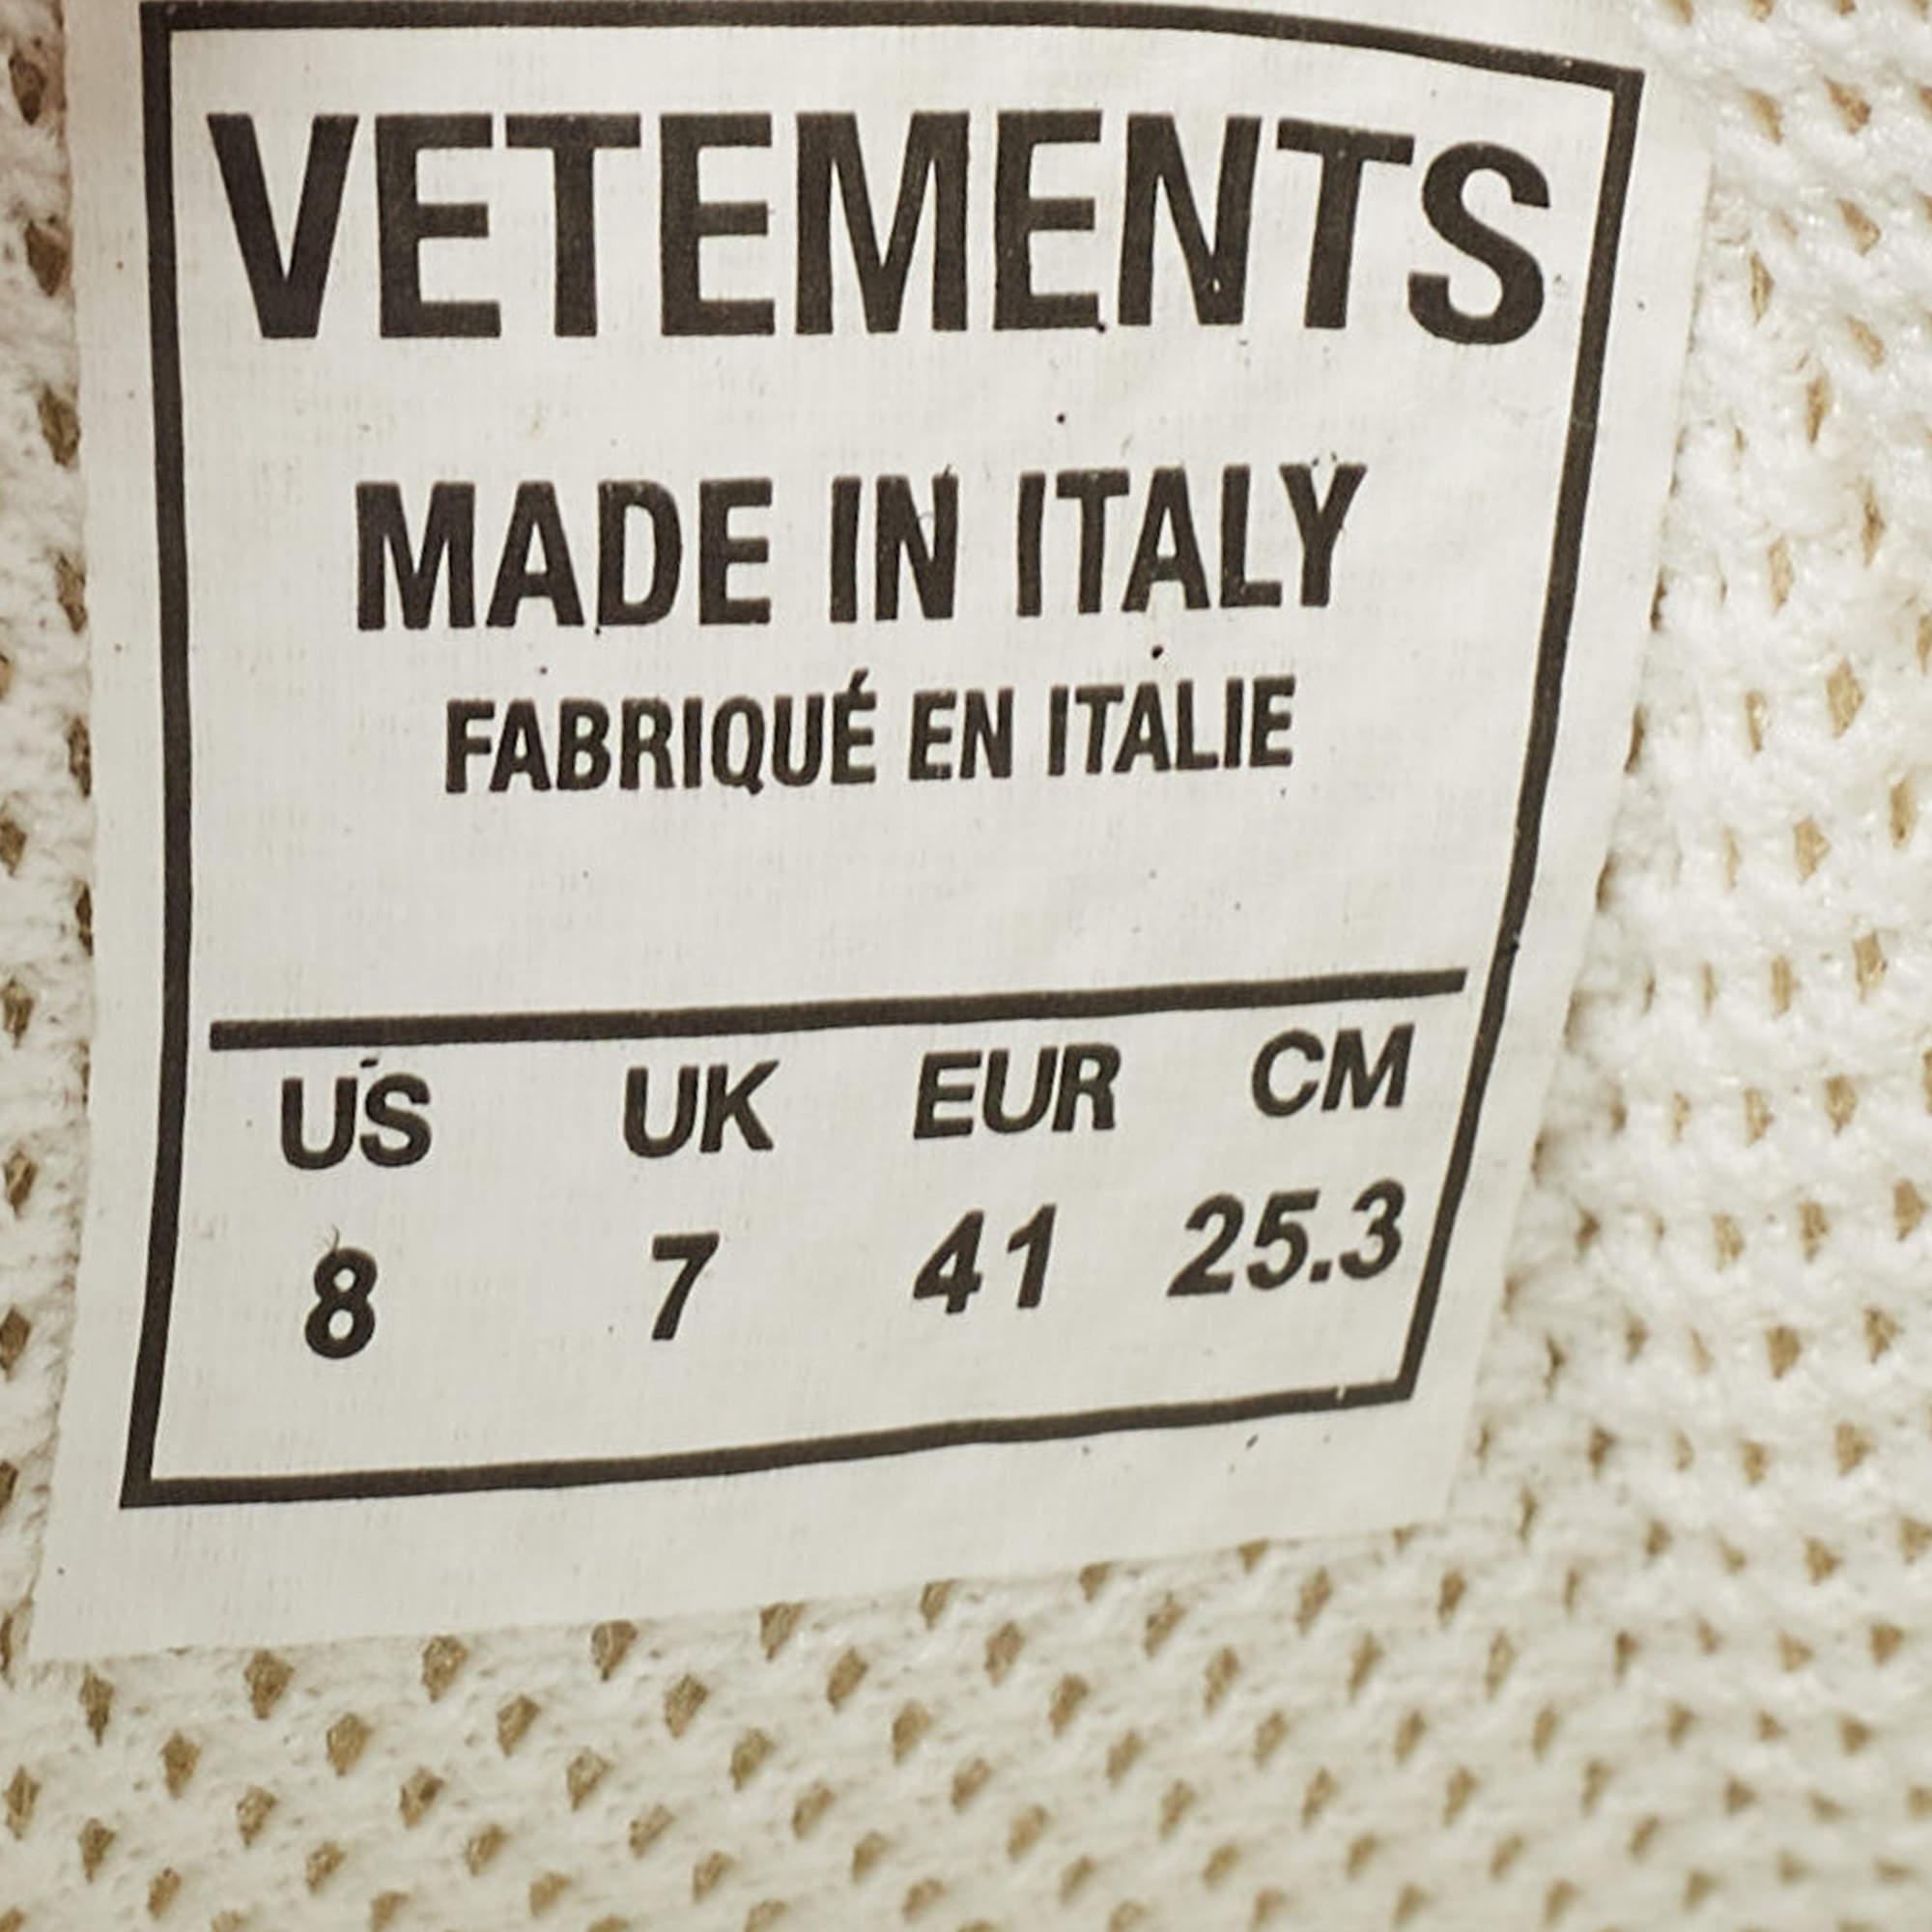 VETEMENTS
MADE IN ITALY
FABRIQUÉ EN ITALIE
US UK EUR CM
8 7 41 25.3